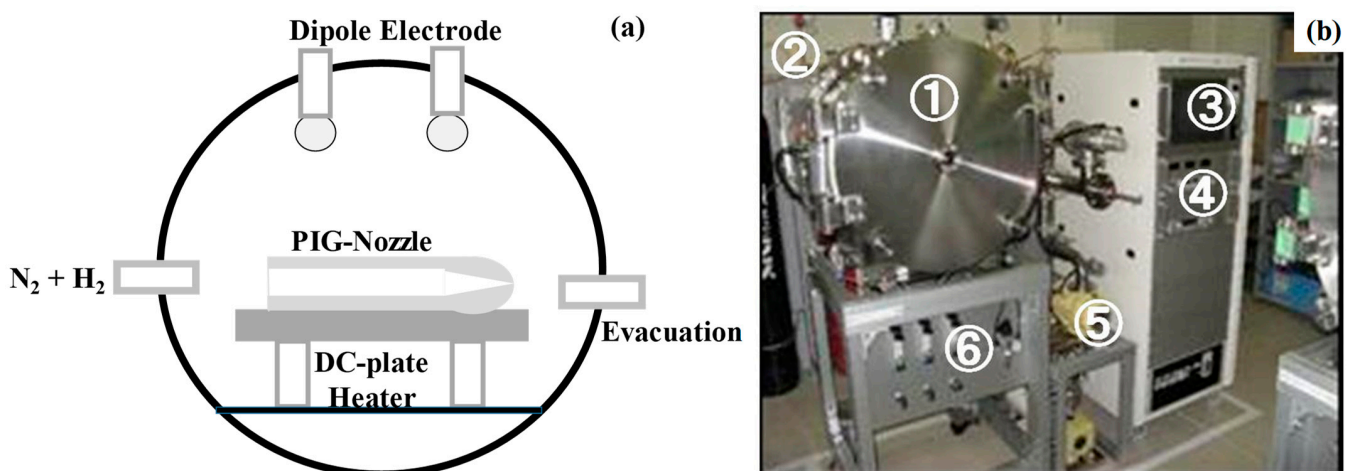 Dipole Electrode
(a)
PIG-Nozzle
N₂ + H₂
Evacuation
DC-plate
Heater
(b)
①
②
③
④
⑤
⑥